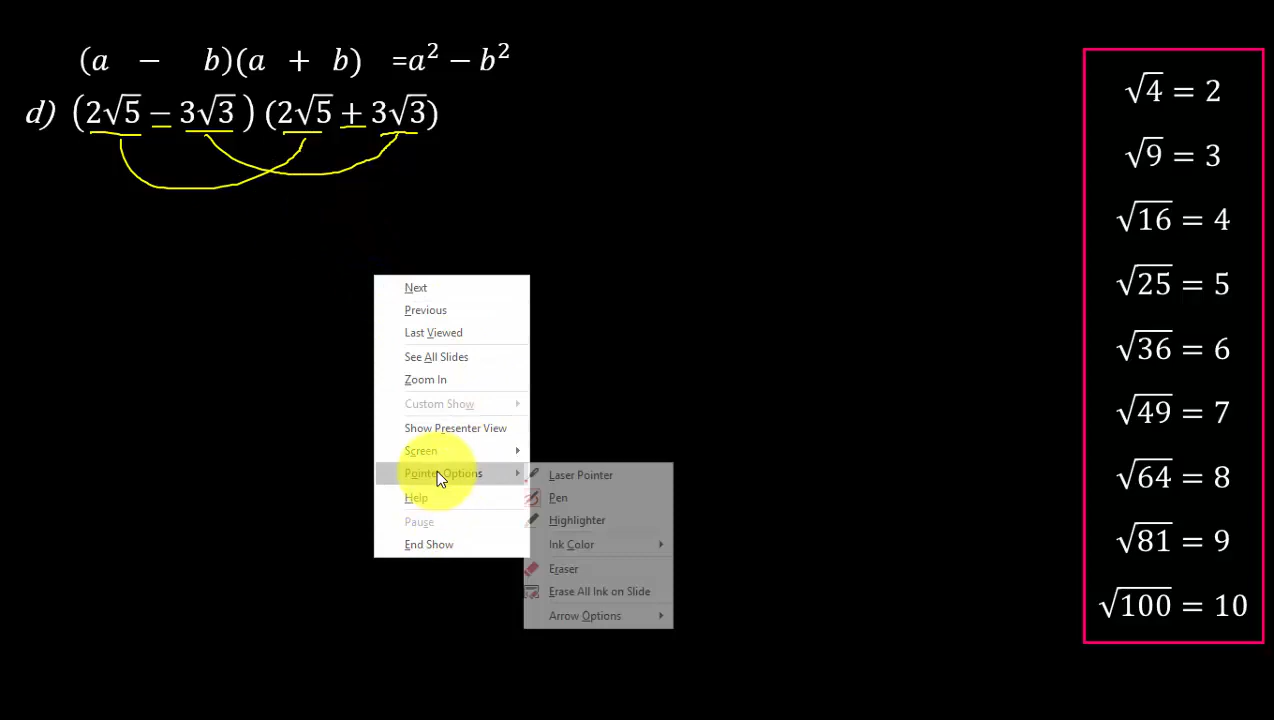 (a − b)(a + b) =a² − b²
d) (2√5 − 3√3 ) (2√5 + 3√3)
√4 = 2
√9 = 3
√16 = 4
√25 = 5
√36 = 6
√49 = 7
√64 = 8
√81 = 9
√100 = 10
Next
Previous
Last Viewed
See All Slides
Zoom In
Custom Show
Show Presenter View
Screen
Pointer Options
Help
Pause
End Show
Laser Pointer
Pen
Highlighter
Ink Color
Eraser
Erase All Ink on Slide
Arrow Options